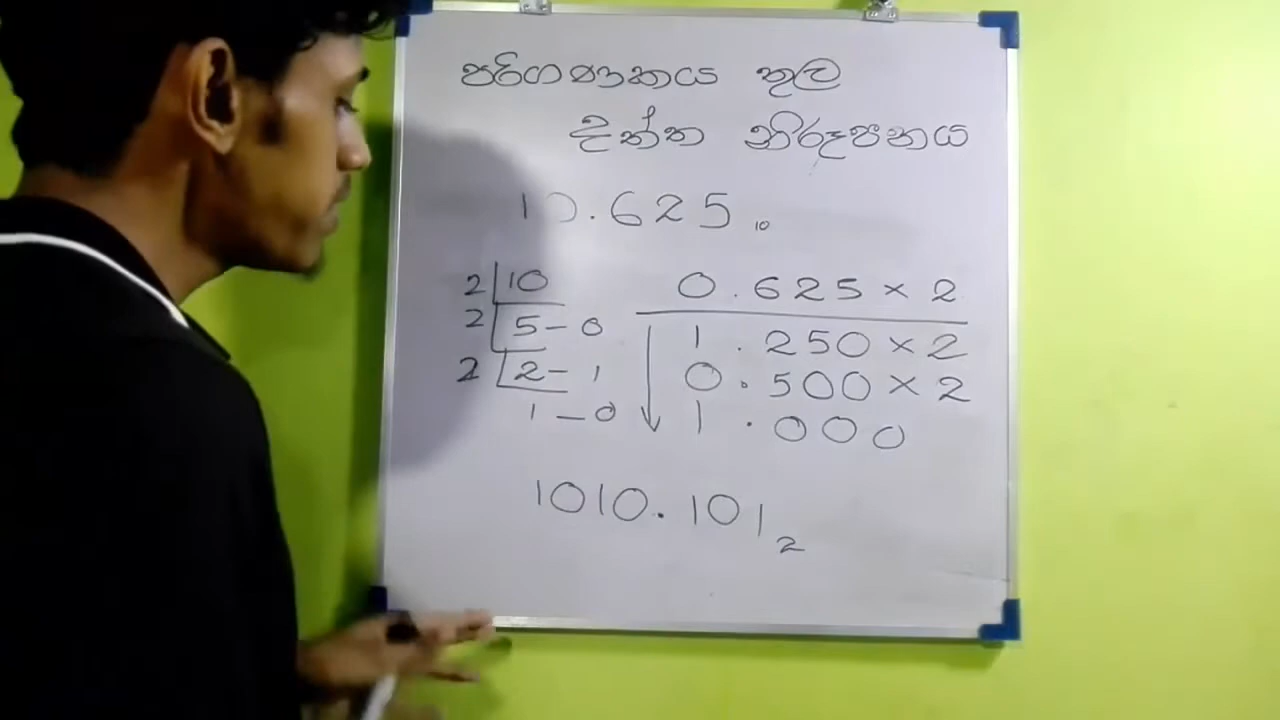 පරිගණකය තුල
දත්ත නිරූපනය
10.625₁₀
2 10 0.625 × 2
2 5 – 0 1.250 × 2
2 2 – 1 0.500 × 2
1 – 0 1.000
1010.101₂